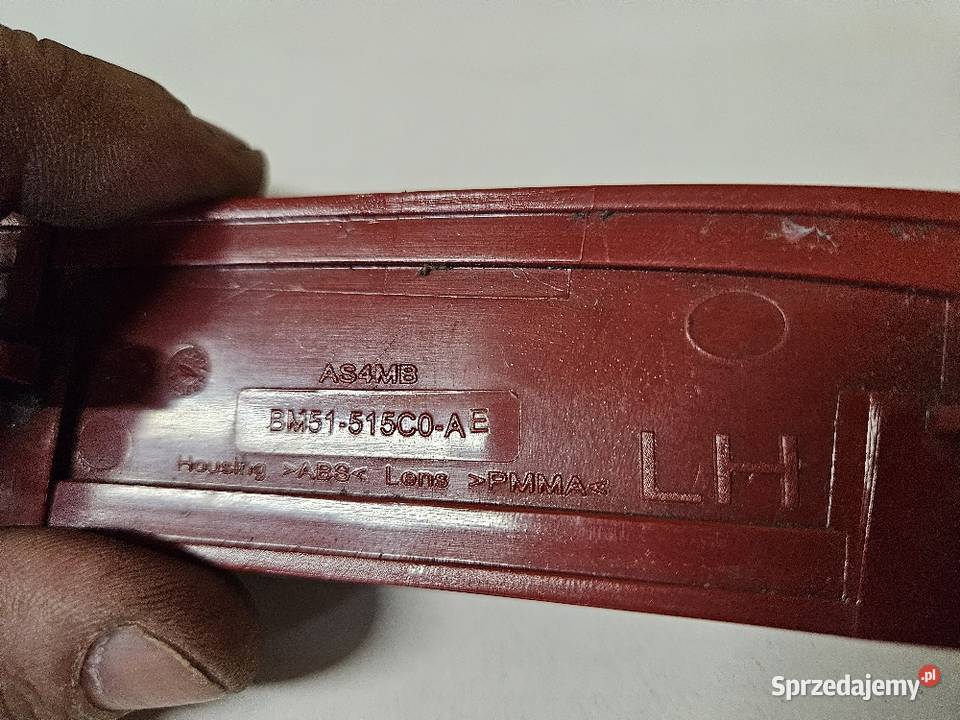 AS4MB
BM51-515C0-AE
Housing >ABS< Lens >PMMA<
LH
Sprzedajemy.pl